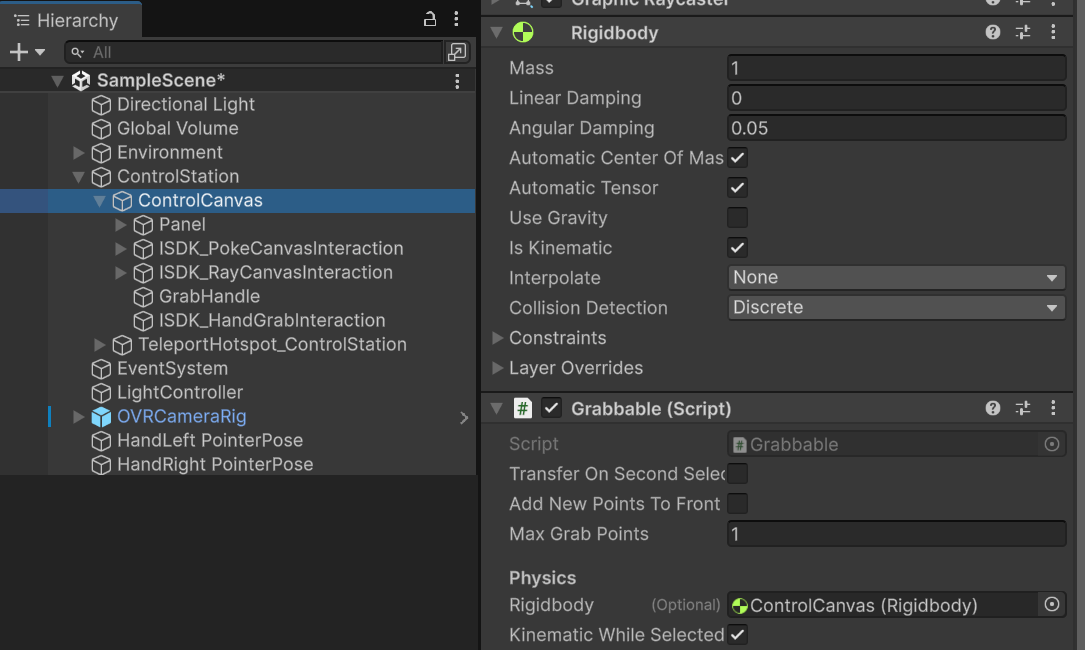 Hierarchy
All
SampleScene*
Directional Light
Global Volume
Environment
ControlStation
ControlCanvas
Panel
ISDK_PokeCanvasInteraction
ISDK_RayCanvasInteraction
GrabHandle
ISDK_HandGrabInteraction
TeleportHotspot_ControlStation
EventSystem
LightController
OVRCameraRig
HandLeft PointerPose
HandRight PointerPose
Graphic Raycaster
Rigidbody
Mass 1
Linear Damping 0
Angular Damping 0.05
Automatic Center Of Mas
Automatic Tensor
Use Gravity
Is Kinematic
Interpolate None
Collision Detection Discrete
Constraints
Layer Overrides
# Grabbable (Script)
Script # Grabbable
Transfer On Second Selec
Add New Points To Front
Max Grab Points 1
Physics
Rigidbody (Optional) ControlCanvas (Rigidbody)
Kinematic While Selected